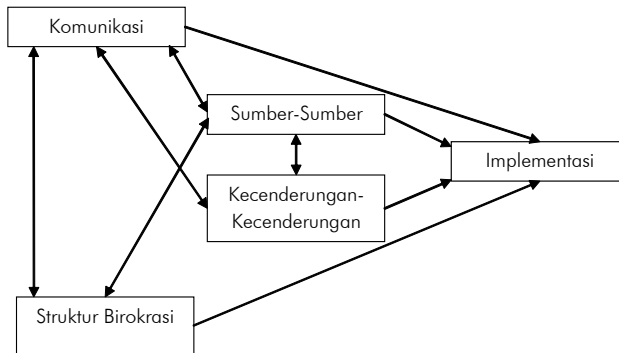 Komunikasi
Sumber-Sumber
Implementasi
Kecenderungan-
Kecenderungan
Struktur Birokrasi